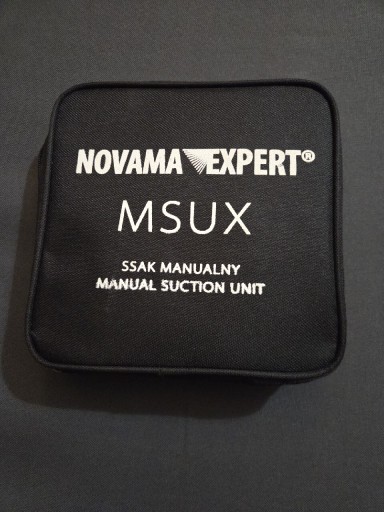 NOVAMA EXPERT®
MSUX
SSAK MANUALNY
MANUAL SUCTION UNIT